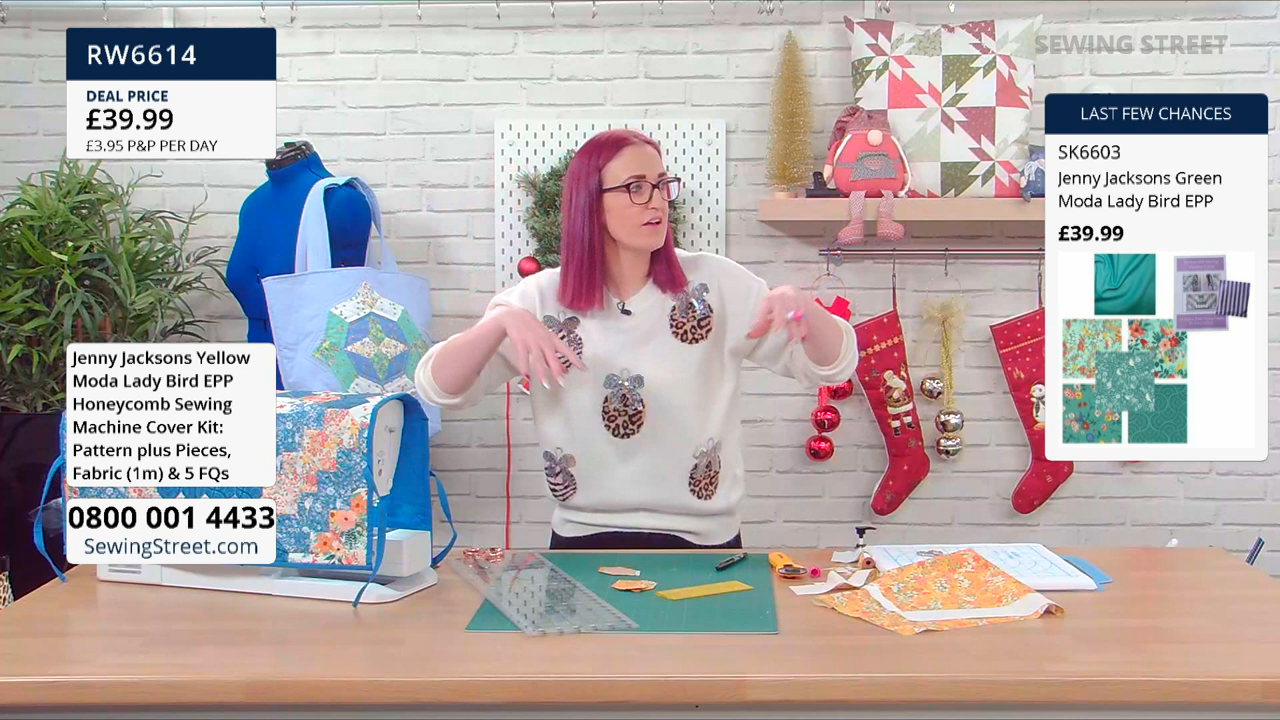 RW6614
DEAL PRICE
£39.99
£3.95 P&P PER DAY
Jenny Jacksons Yellow
Moda Lady Bird EPP
Honeycomb Sewing
Machine Cover Kit:
Pattern plus Pieces,
Fabric (1m) & 5 FQs
0800 001 4433
SewingStreet.com
SEWING STREET
LAST FEW CHANCES
SK6603
Jenny Jacksons Green
Moda Lady Bird EPP
£39.99